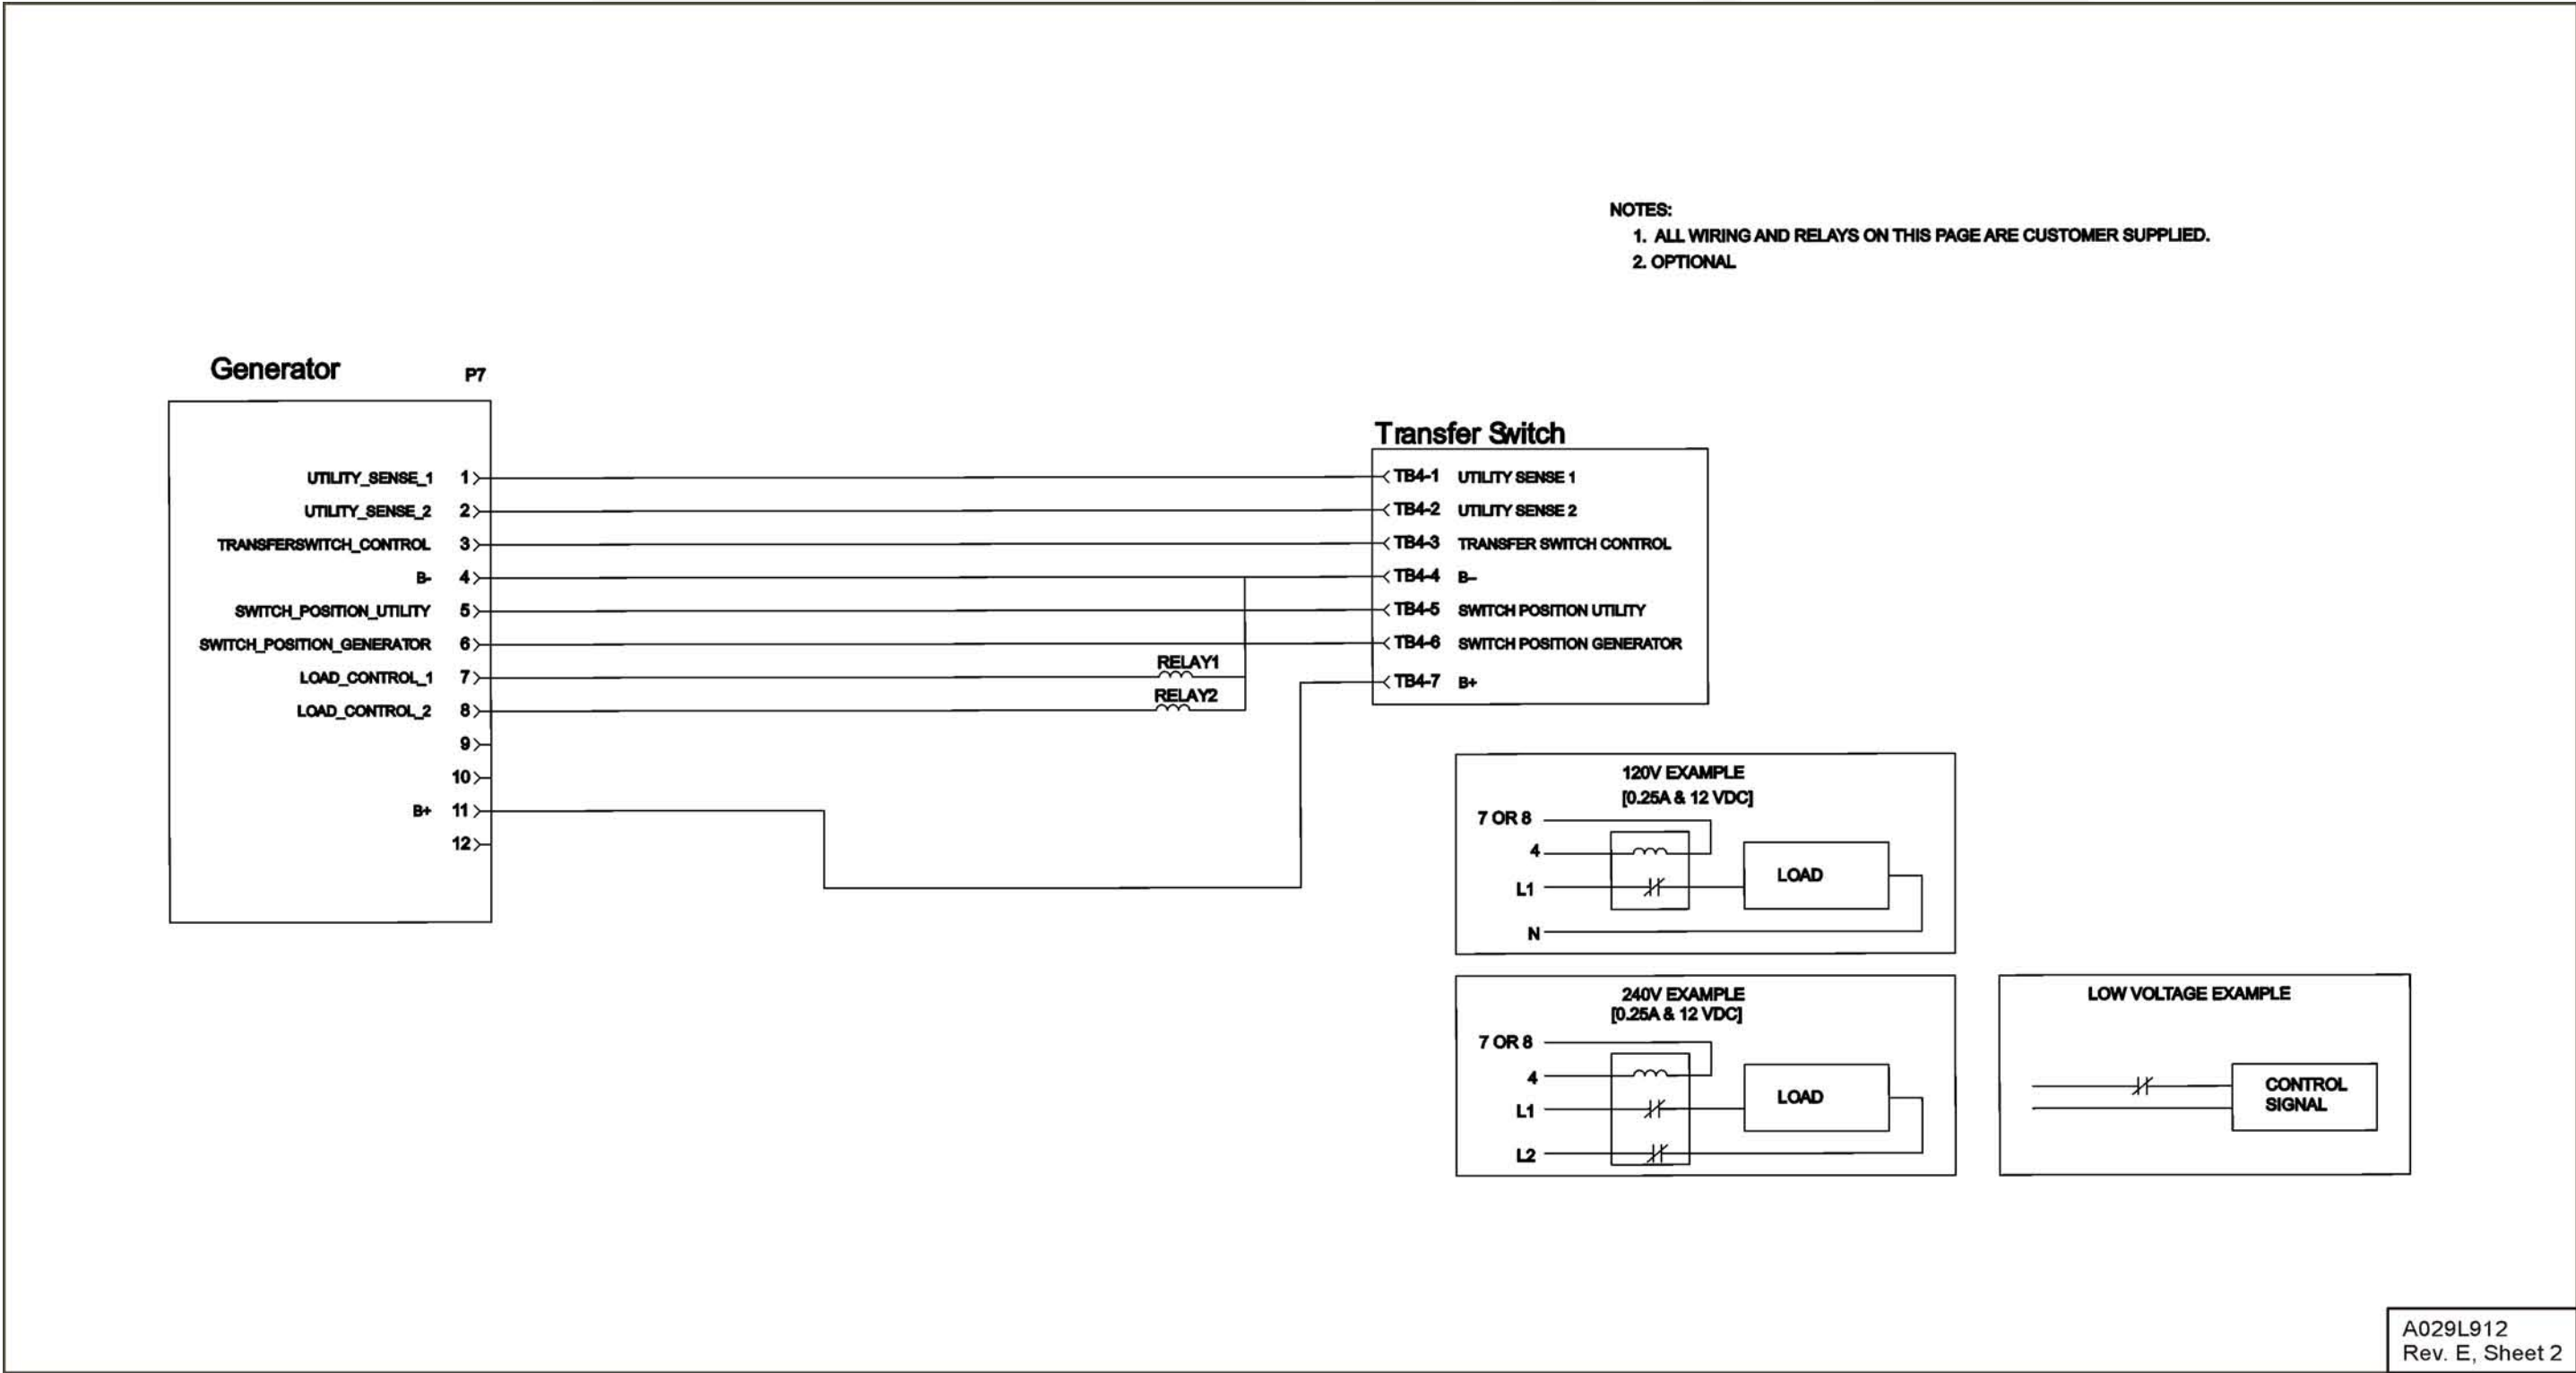 NOTES:
1. ALL WIRING AND RELAYS ON THIS PAGE ARE CUSTOMER SUPPLIED.
2. OPTIONAL
Generator
P7
UTILITY_SENSE_1 1
UTILITY_SENSE_2 2
TRANSFERSWITCH_CONTROL 3
B- 4
SWITCH_POSITION_UTILITY 5
SWITCH_POSITION_GENERATOR 6
LOAD_CONTROL_1 7
LOAD_CONTROL_2 8
9
10
B+ 11
12
RELAY1
RELAY2
Transfer Switch
TB4-1 UTILITY SENSE 1
TB4-2 UTILITY SENSE 2
TB4-3 TRANSFER SWITCH CONTROL
TB4-4 B–
TB4-5 SWITCH POSITION UTILITY
TB4-6 SWITCH POSITION GENERATOR
TB4-7 B+
120V EXAMPLE
[0.25A & 12 VDC]
7 OR 8
4
L1
N
LOAD
240V EXAMPLE
[0.25A & 12 VDC]
7 OR 8
4
L1
L2
LOAD
LOW VOLTAGE EXAMPLE
CONTROL
SIGNAL
A029L912
Rev. E, Sheet 2